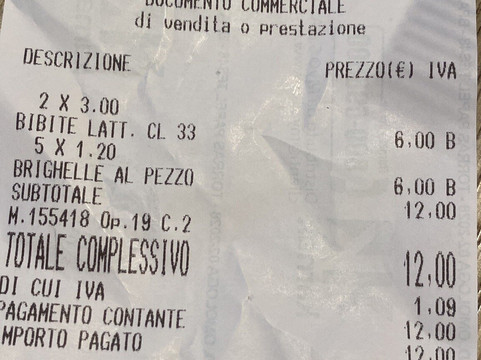 DOCUMENTO COMMERCIALE
di vendita o prestazione
DESCRIZIONE PREZZO(€) IVA
2 X 3.00
BIBITE LATT. CL 33 6,00 B
5 X 1.20
BRIGHELLE AL PEZZO 6,00 B
SUBTOTALE 12,00
M.155418 Op.19 C.2
TOTALE COMPLESSIVO 12,00
DI CUI IVA 1,09
PAGAMENTO CONTANTE 12,00
MPORTO PAGATO 12,00